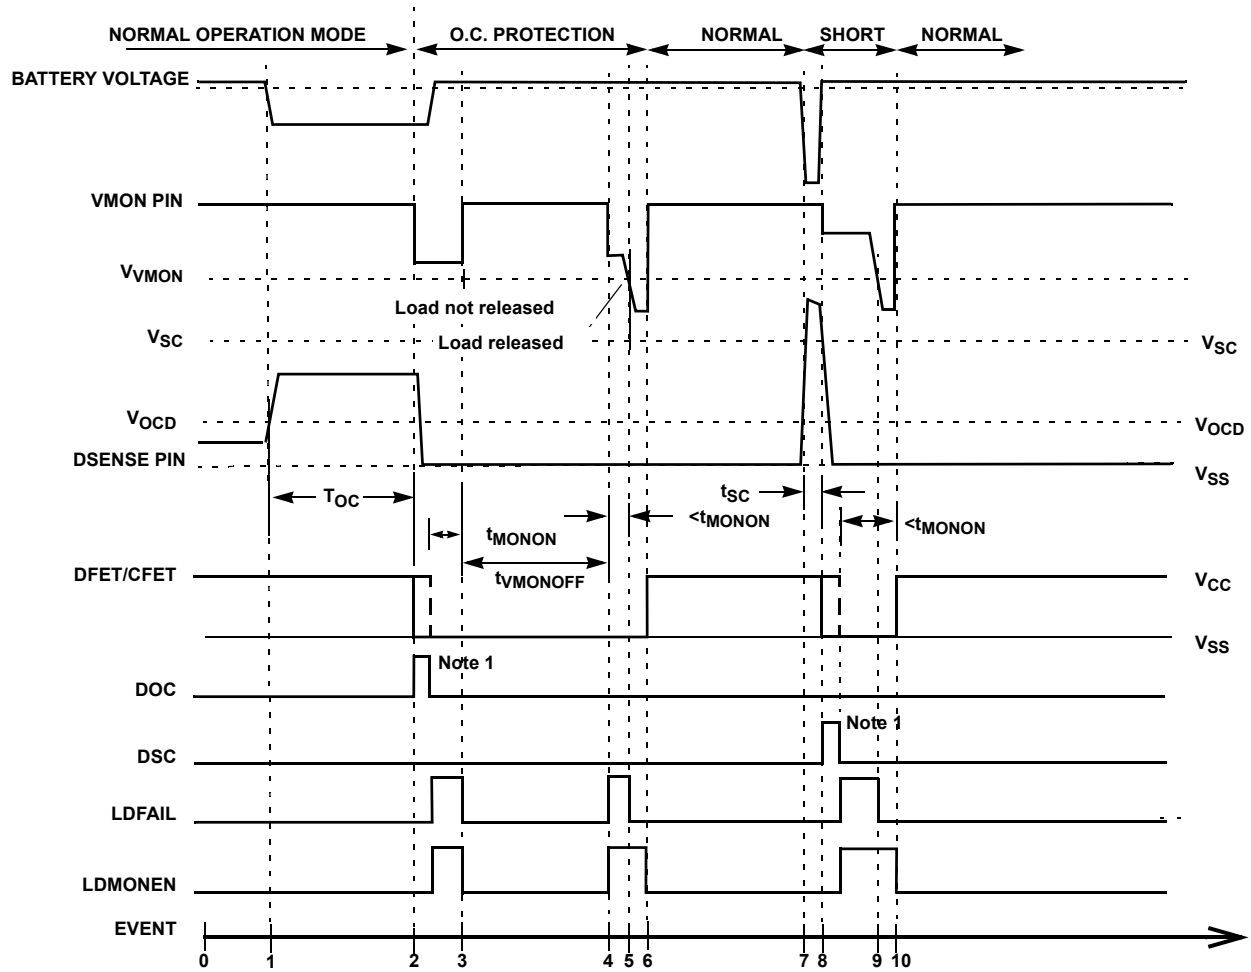 NORMAL OPERATION MODE O.C. PROTECTION NORMAL SHORT NORMAL
BATTERY VOLTAGE
VMON PIN
VVMON
Load not released
Load released
VSC VSC
VOCD VOCD
DSENSE PIN VSS
TOC tSC
tMONON <tMONON <tMONON
tVMONOFF
DFET/CFET VCC
VSS
Note 1
DOC
Note 1
DSC
LDFAIL
LDMONEN
EVENT
0 1 2 3 4 5 6 7 8 9 10